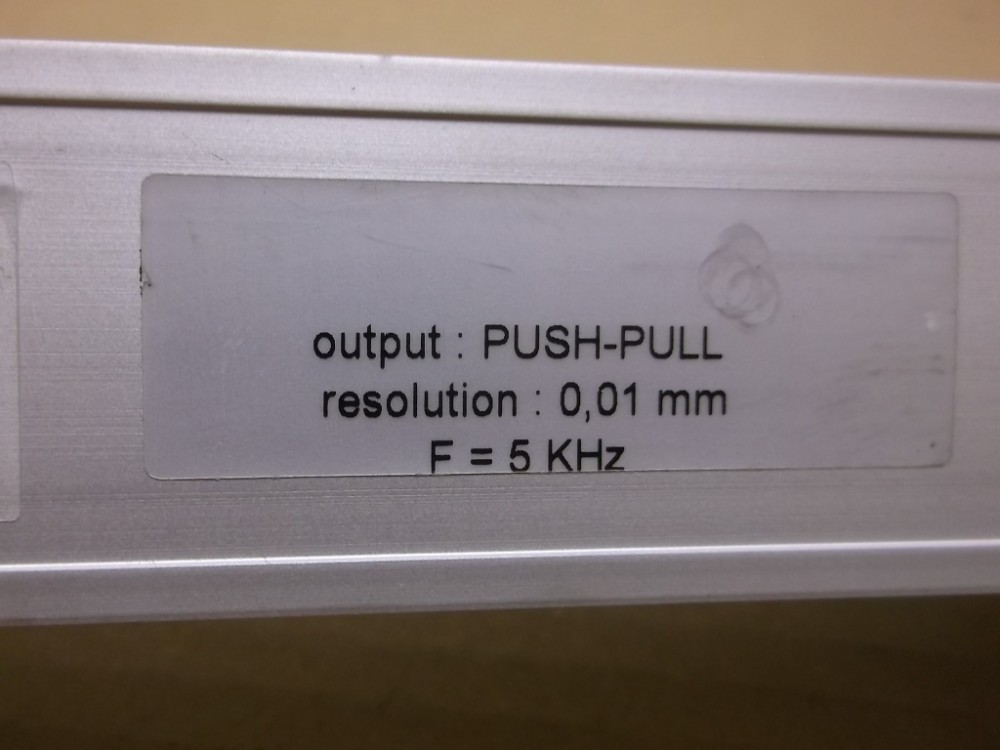 output : PUSH-PULL
resolution : 0,01 mm
F = 5 KHz